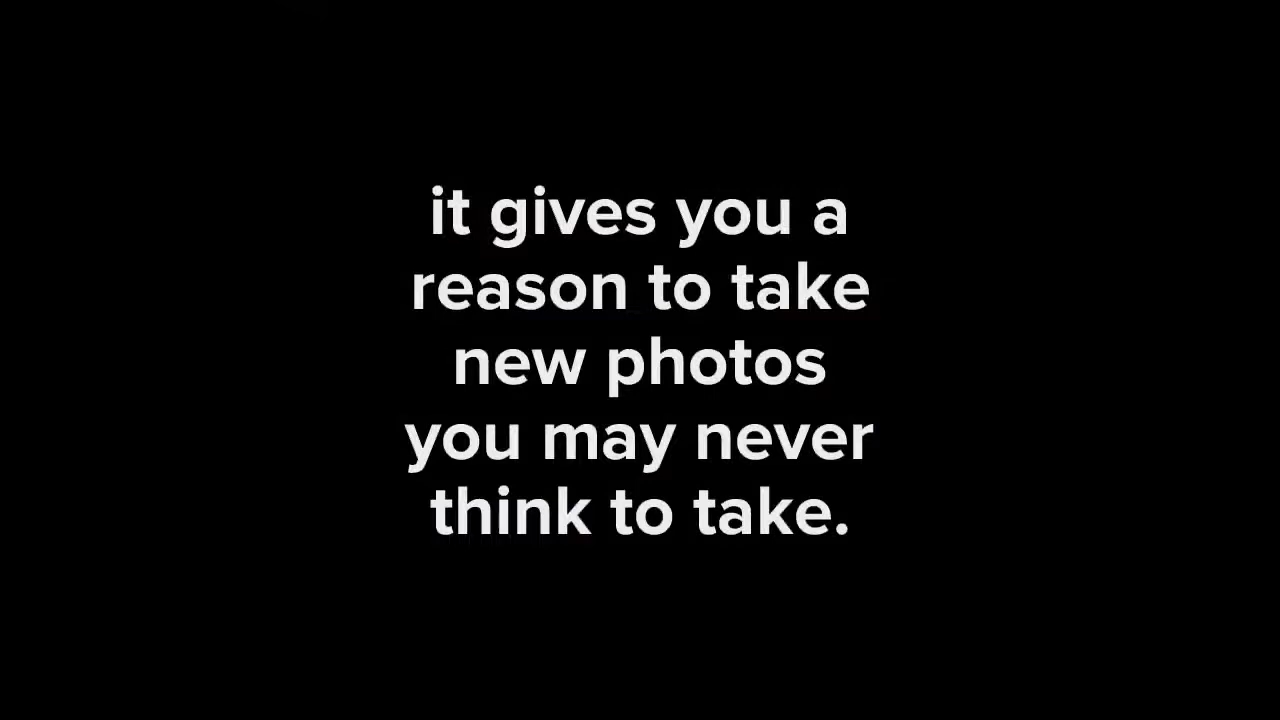 it gives you a
reason to take
new photos
you may never
think to take.